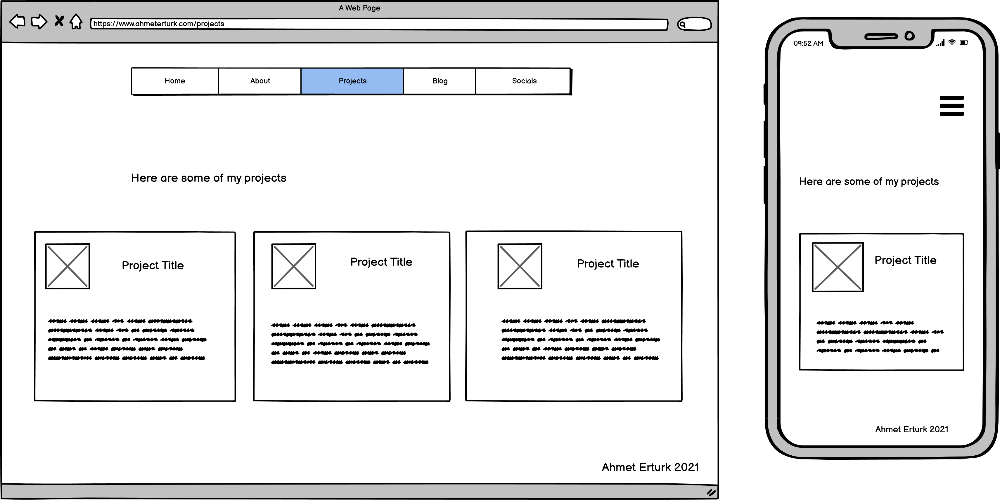 A Web Page
https://www.ahmeterturk.com/projects
Home About Projects Blog Socials
Here are some of my projects
Project Title
Project Title
Project Title
Ahmet Erturk 2021
09:52 AM
Here are some of my projects
Project Title
Ahmet Erturk 2021